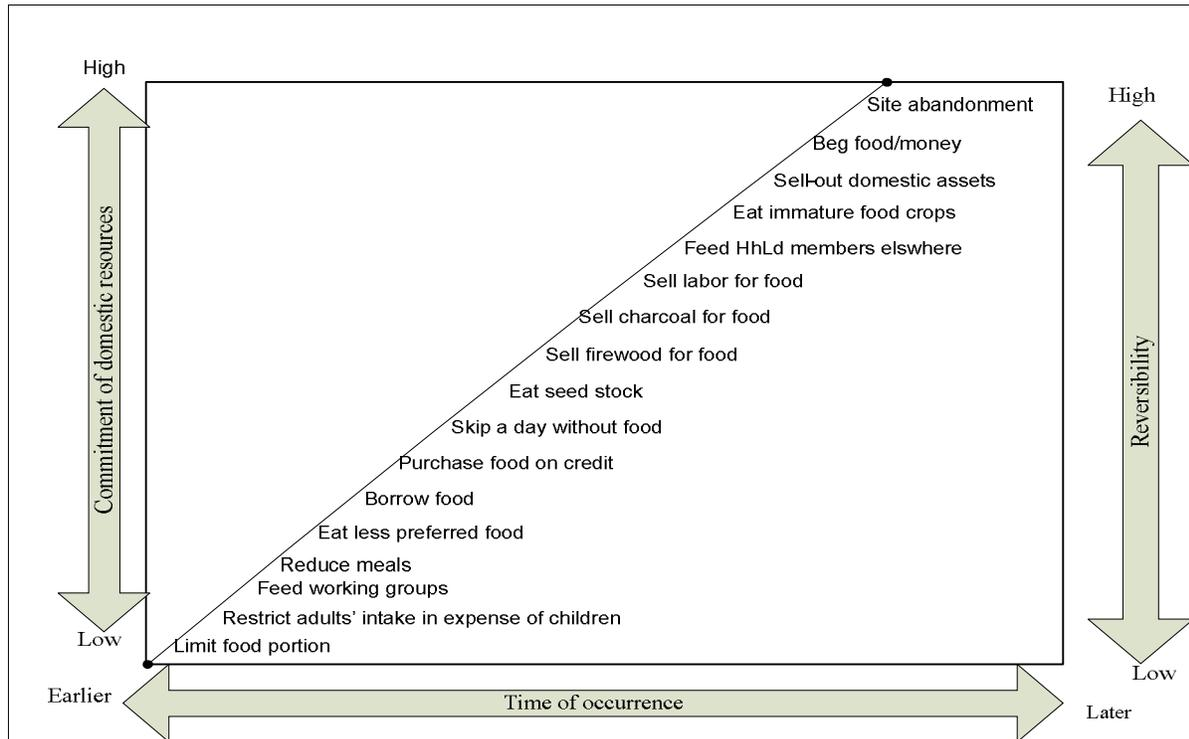 High
High
Site abandonment
Beg food/money
Sell-out domestic assets
Eat immature food crops
Feed HhLd members elswhere
Sell labor for food
Sell charcoal for food
Sell firewood for food
Eat seed stock
Skip a day without food
Purchase food on credit
Borrow food
Eat less preferred food
Reduce meals
Feed working groups
Restrict adults’ intake in expense of children
Limit food portion
Commitment of domestic resources
Reversibility
Low
Low
Earlier
Time of occurrence
Later